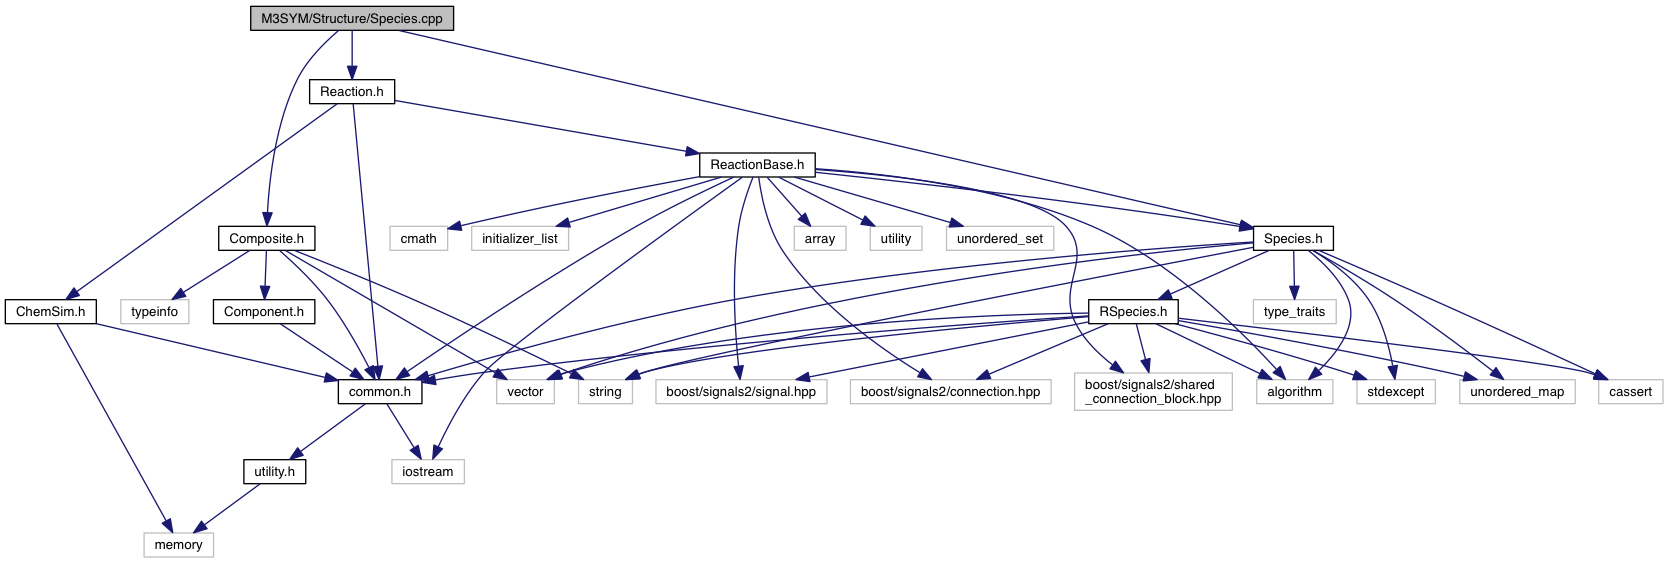 M3SYM/Structure/Species.cpp
Reaction.h
ReactionBase.h
Composite.h
cmath
initializer_list
array
utility
unordered_set
Species.h
ChemSim.h
typeinfo
Component.h
RSpecies.h
type_traits
common.h
vector
string
boost/signals2/signal.hpp
boost/signals2/connection.hpp
boost/signals2/shared
_connection_block.hpp
algorithm
stdexcept
unordered_map
cassert
utility.h
iostream
memory